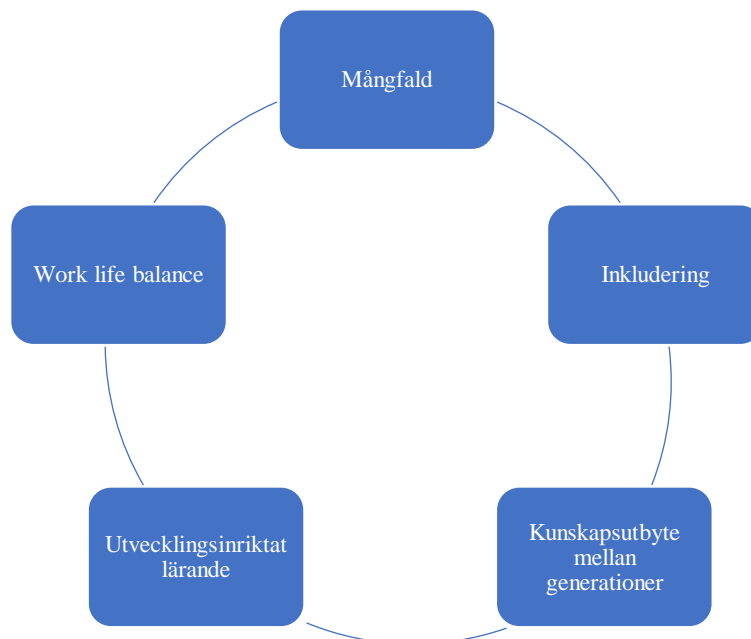 Mångfald
Work life balance
Inkludering
Utvecklingsinriktat
lärande
Kunskapsutbyte
mellan
generationer